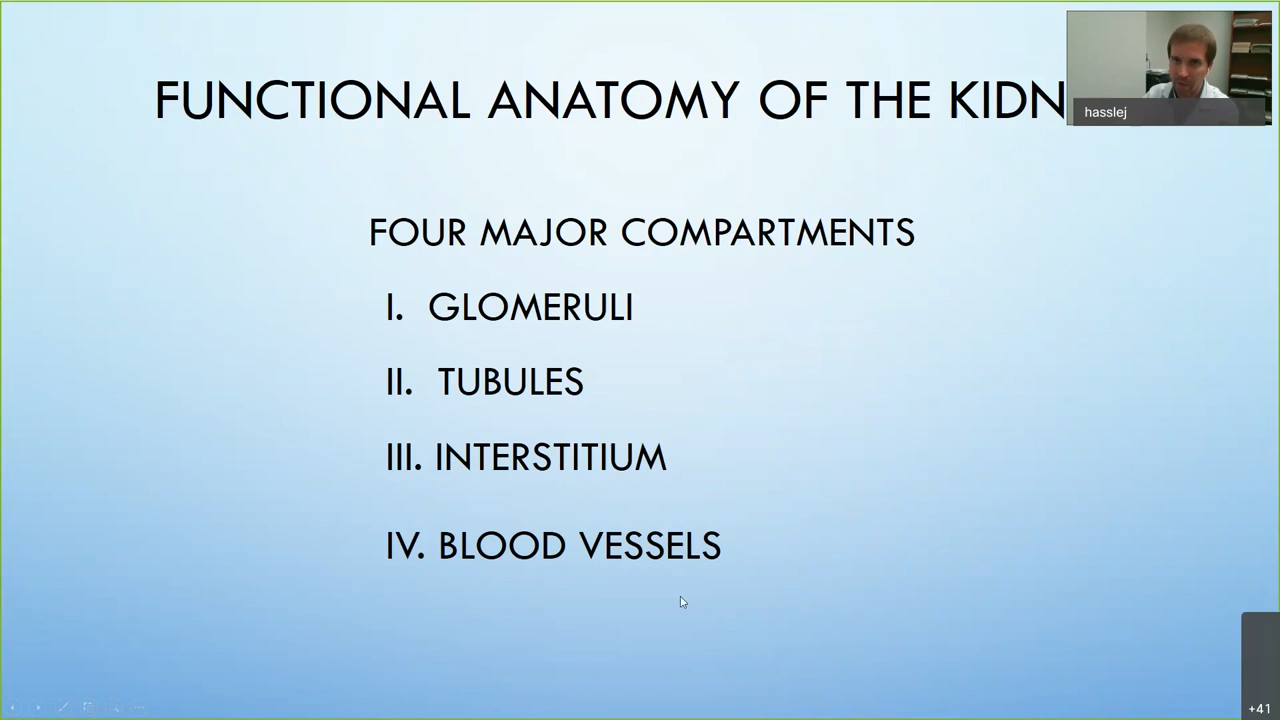 FUNCTIONAL ANATOMY OF THE KIDN
hasslej
FOUR MAJOR COMPARTMENTS
I. GLOMERULI
II. TUBULES
III. INTERSTITIUM
IV. BLOOD VESSELS
+41